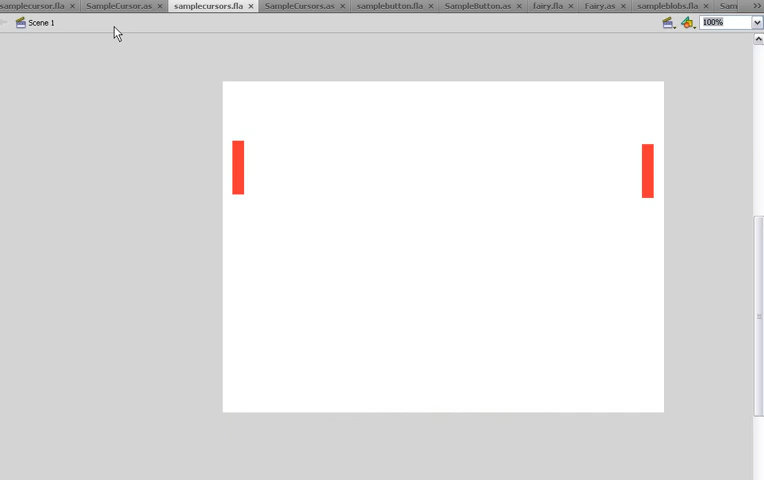 samplecursor.fla × SampleCursor.as × samplecursors.fla × SampleCursors.as × samplebutton.fla × SampleButton.as × fairy.fla × Fairy.as × sampleblobs.fla × Sam »
Scene 1 100%